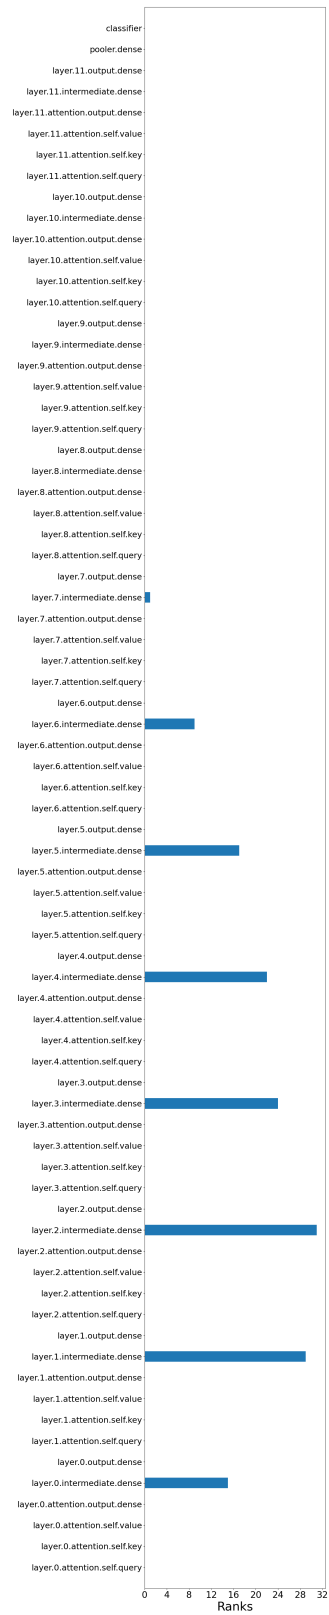 classifier
pooler.dense
layer.11.output.dense
layer.11.intermediate.dense
layer.11.attention.output.dense
layer.11.attention.self.value
layer.11.attention.self.key
layer.11.attention.self.query
layer.10.output.dense
layer.10.intermediate.dense
layer.10.attention.output.dense
layer.10.attention.self.value
layer.10.attention.self.key
layer.10.attention.self.query
layer.9.output.dense
layer.9.intermediate.dense
layer.9.attention.output.dense
layer.9.attention.self.value
layer.9.attention.self.key
layer.9.attention.self.query
layer.8.output.dense
layer.8.intermediate.dense
layer.8.attention.output.dense
layer.8.attention.self.value
layer.8.attention.self.key
layer.8.attention.self.query
layer.7.output.dense
layer.7.intermediate.dense
layer.7.attention.output.dense
layer.7.attention.self.value
layer.7.attention.self.key
layer.7.attention.self.query
layer.6.output.dense
layer.6.intermediate.dense
layer.6.attention.output.dense
layer.6.attention.self.value
layer.6.attention.self.key
layer.6.attention.self.query
layer.5.output.dense
layer.5.intermediate.dense
layer.5.attention.output.dense
layer.5.attention.self.value
layer.5.attention.self.key
layer.5.attention.self.query
layer.4.output.dense
layer.4.intermediate.dense
layer.4.attention.output.dense
layer.4.attention.self.value
layer.4.attention.self.key
layer.4.attention.self.query
layer.3.output.dense
layer.3.intermediate.dense
layer.3.attention.output.dense
layer.3.attention.self.value
layer.3.attention.self.key
layer.3.attention.self.query
layer.2.output.dense
layer.2.intermediate.dense
layer.2.attention.output.dense
layer.2.attention.self.value
layer.2.attention.self.key
layer.2.attention.self.query
layer.1.output.dense
layer.1.intermediate.dense
layer.1.attention.output.dense
layer.1.attention.self.value
layer.1.attention.self.key
layer.1.attention.self.query
layer.0.output.dense
layer.0.intermediate.dense
layer.0.attention.output.dense
layer.0.attention.self.value
layer.0.attention.self.key
layer.0.attention.self.query
0 4 8 12 16 20 24 28 32
Ranks